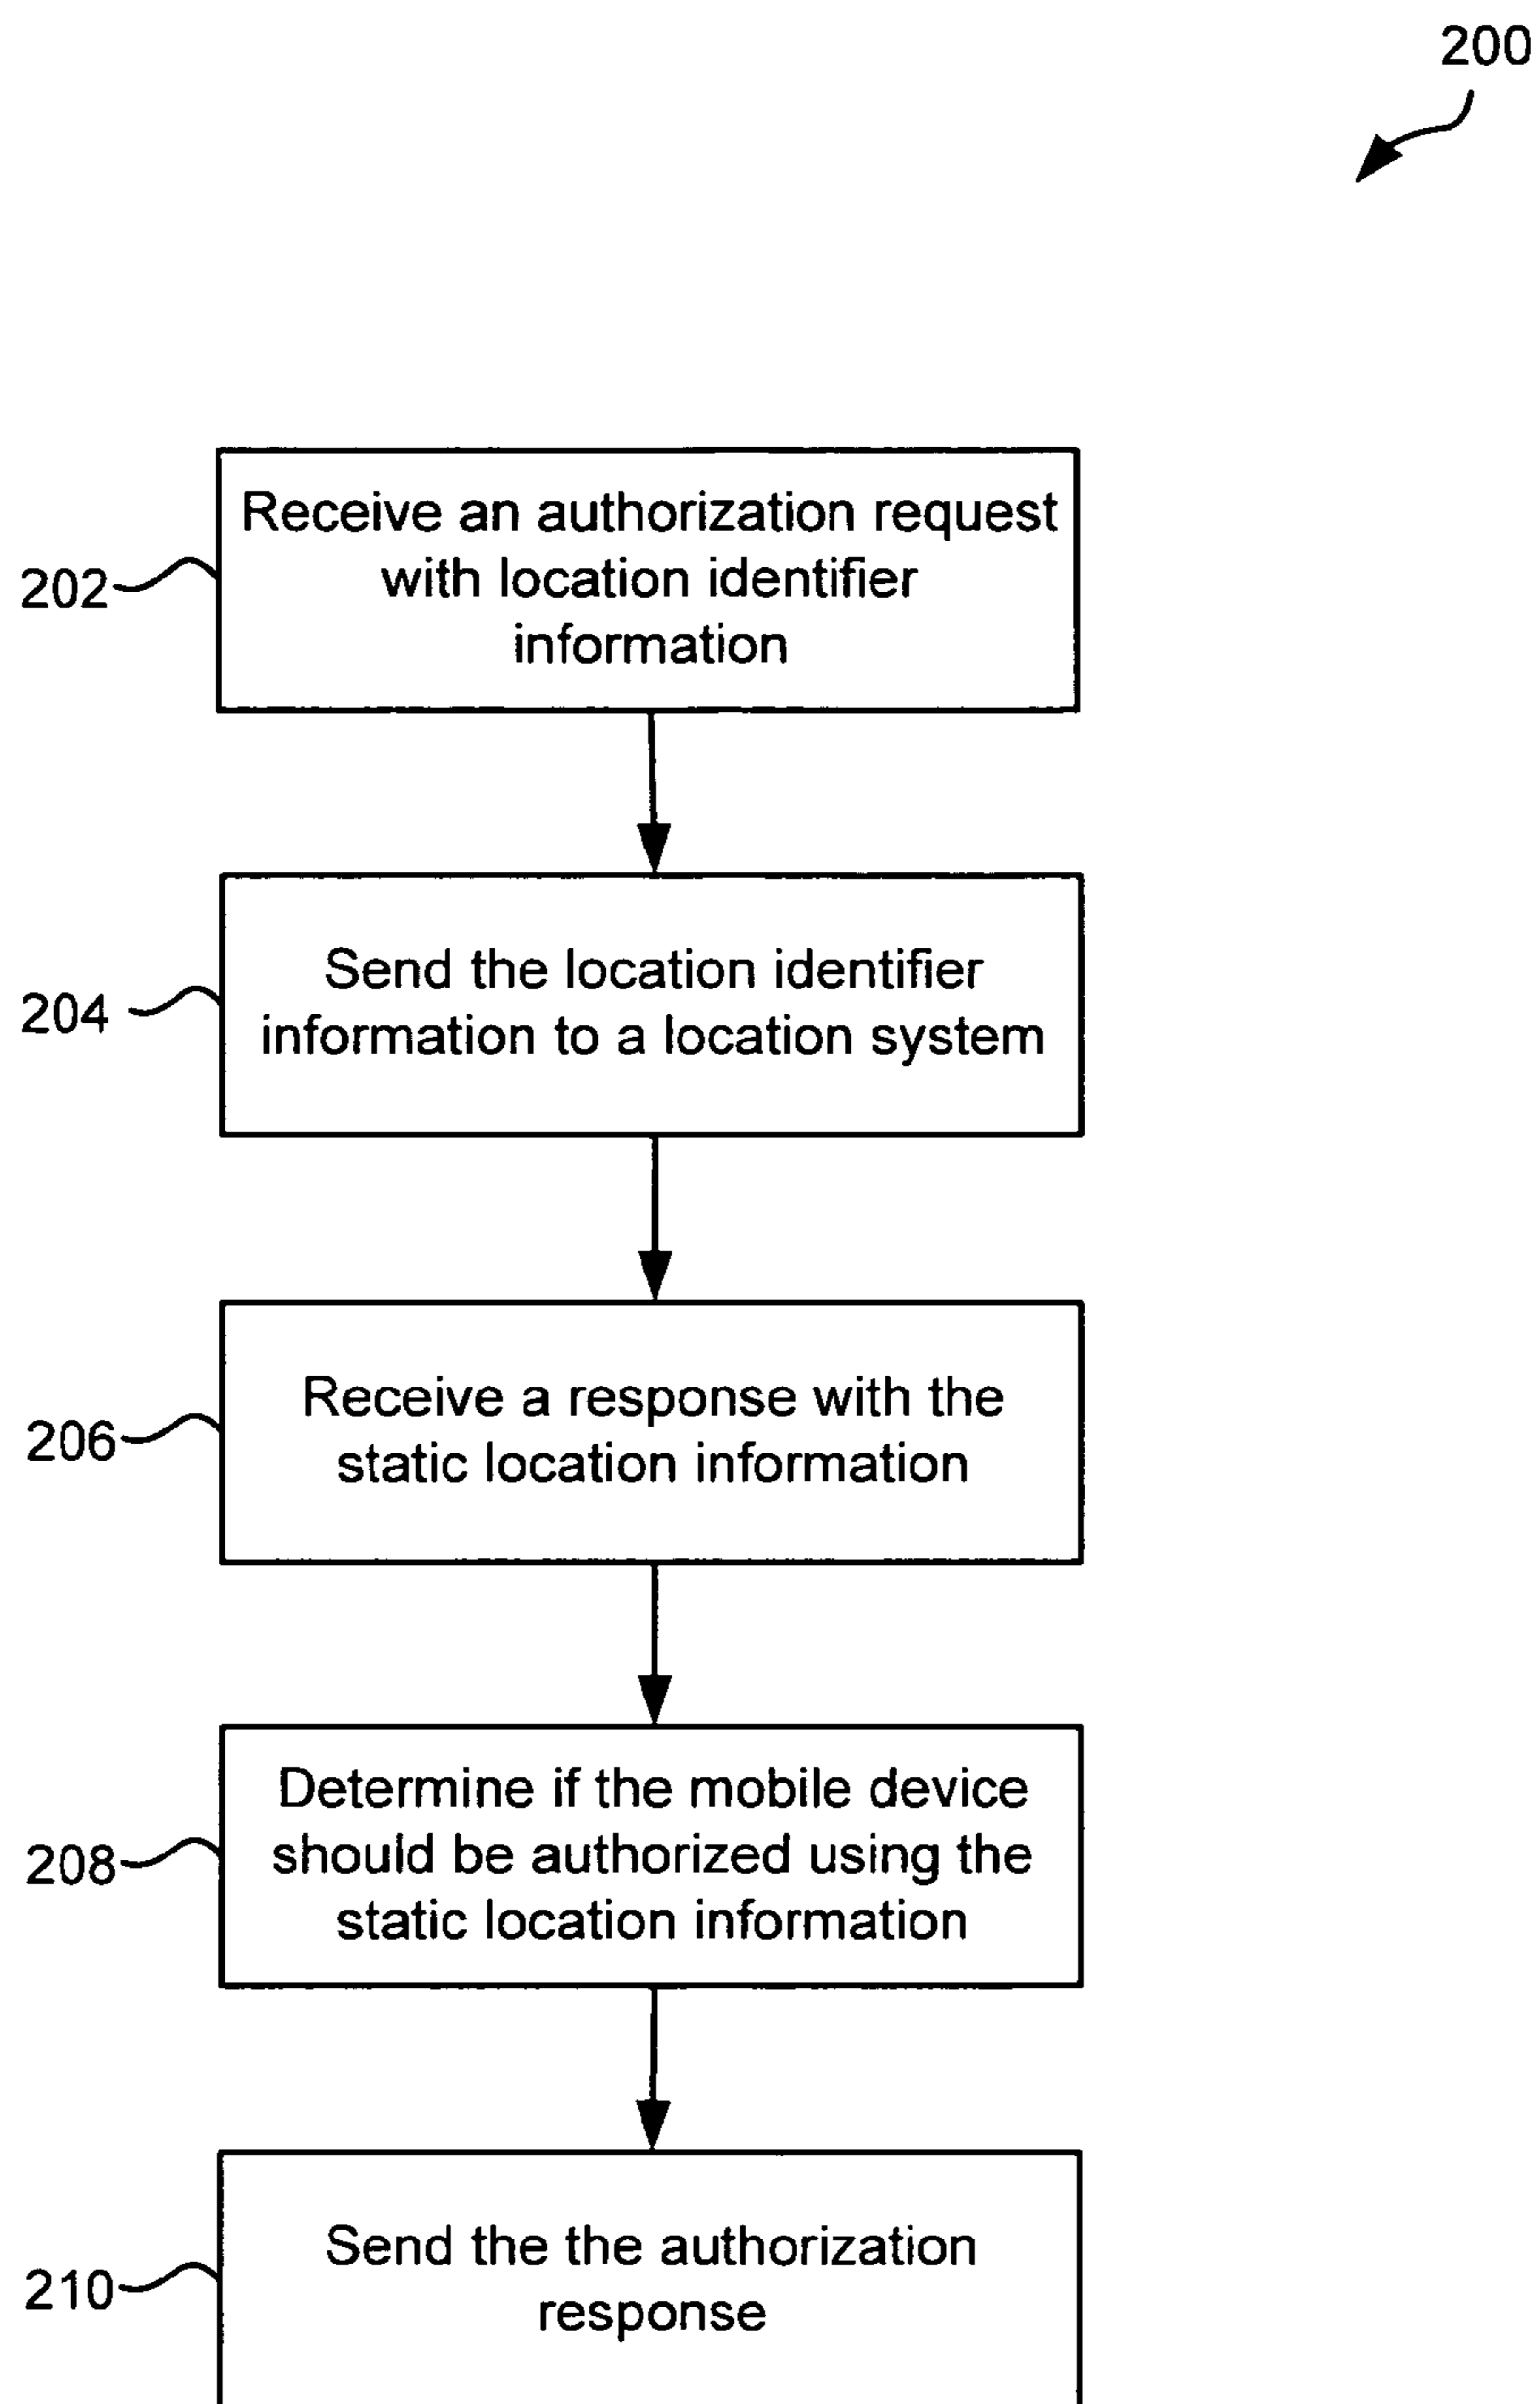 200
Receive an authorization request
with location identifier
information
202
Send the location identifier
information to a location system
204
Receive a response with the
static location information
206
Determine if the mobile device
should be authorized using the
static location information
208
Send the the authorization
response
210